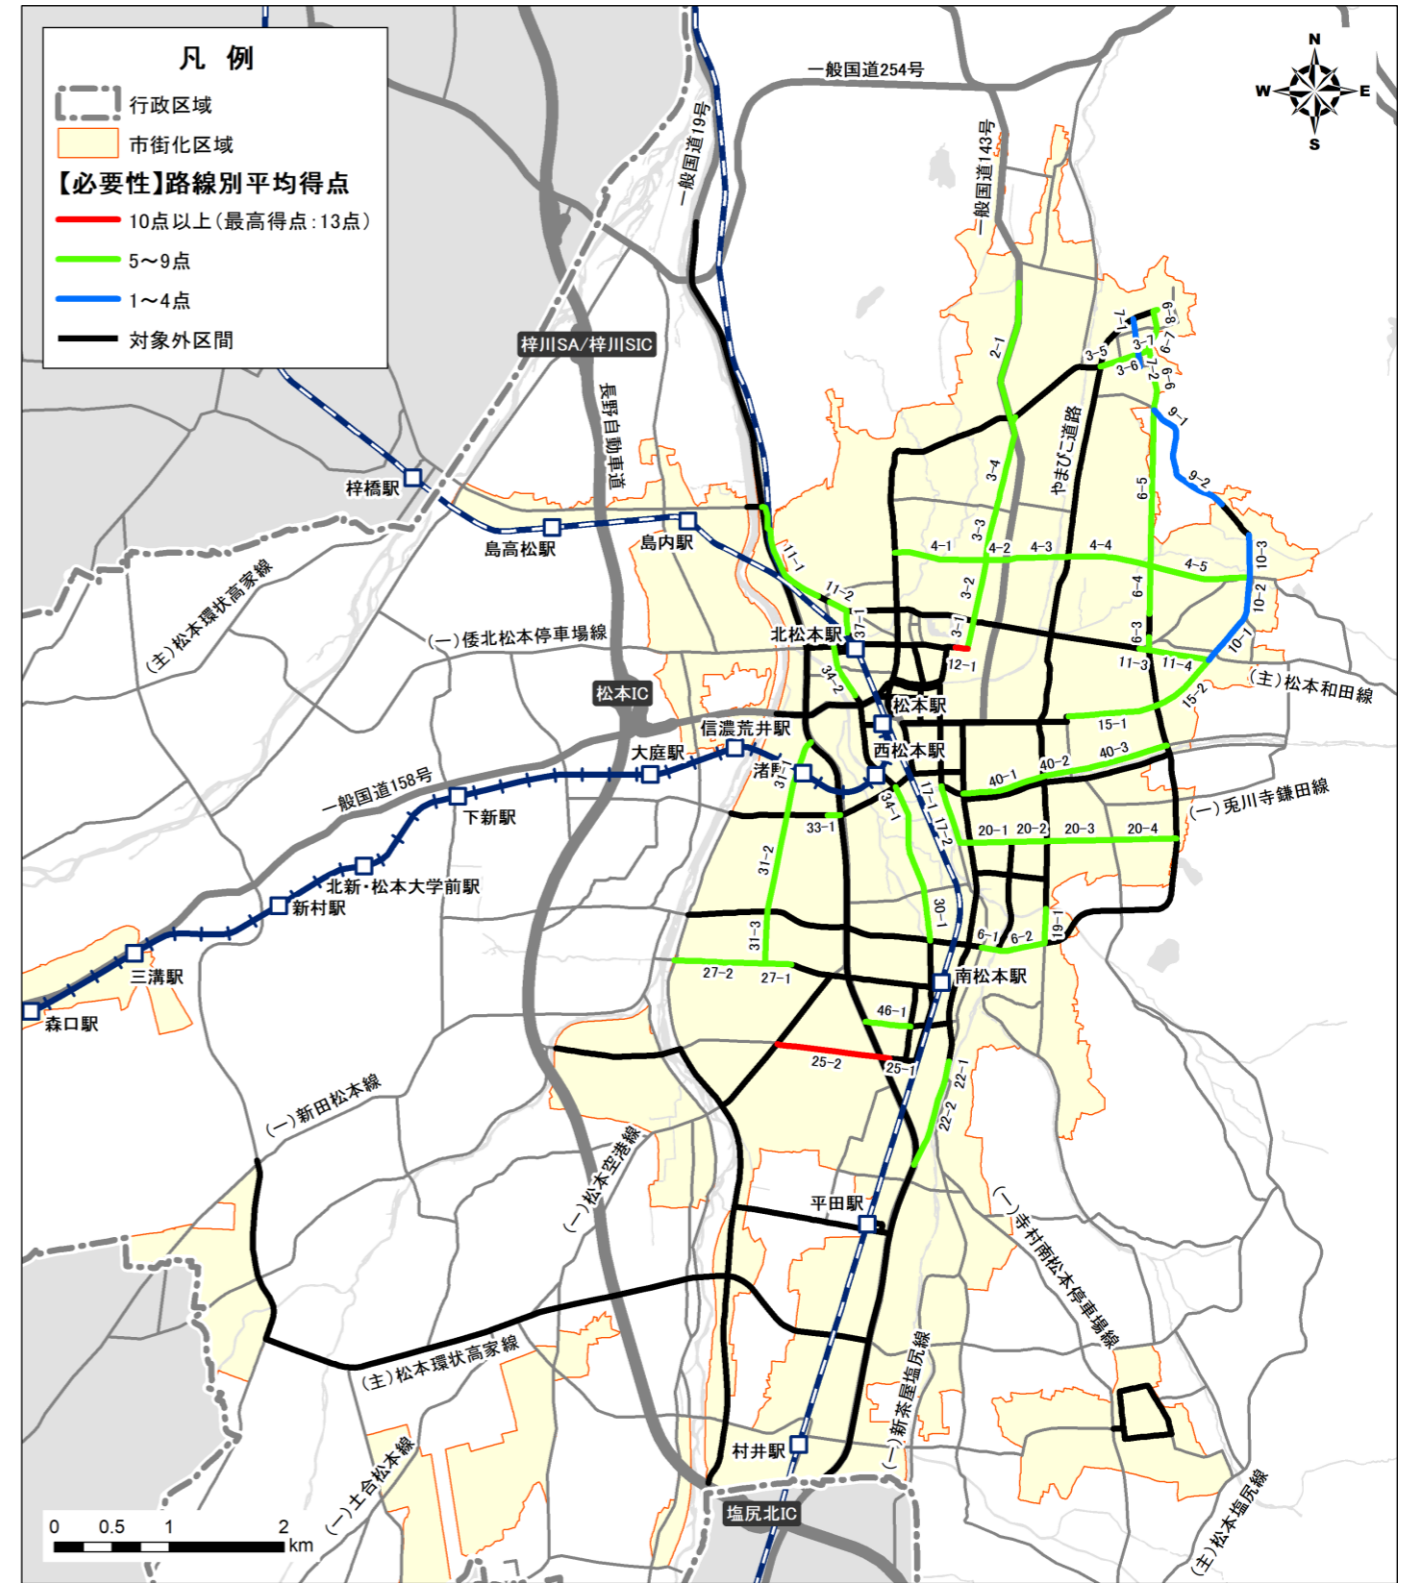 凡 例
行政区域
市街化区域
【必要性】路線別平均得点
10点以上(最高得点:13点)
5~9点
1~4点
対象外区間
N
W
E
S
一般国道254号
一般国道19号
一般国道143号
梓川SA/梓川SIC
長野自動車道
やまびこ道路
2-1
3-5
3-6
3-7
7-1
7-2
6-8
6-7
6-6
9-1
9-2
6-5
3-4
3-3
3-2
3-1
梓橋駅
島高松駅
島内駅
11-1
11-2
4-1
4-2
4-3
4-4
4-5
10-3
10-2
10-1
6-4
6-3
11-3
11-4
12-1
37-1
北松本駅
34-2
(主)松本環状高家線
(一)倭北松本停車場線
(主)松本和田線
松本IC
松本駅
信濃荒井駅
西松本駅
大庭駅
渚駅
15-1
15-2
40-1
40-2
40-3
一般国道158号
下新駅
31-1
34-1
17-1
17-2
(一)兎川寺鎌田線
33-1
20-1
20-2
20-3
20-4
北新・松本大学前駅
新村駅
31-2
31-3
30-1
19-1
6-1
6-2
三溝駅
森口駅
27-2
27-1
南松本駅
46-1
25-2
25-1
22-1
22-2
(一)新田松本線
(一)松本空港線
平田駅
(一)寺村南松本停車場線
(主)松本環状高家線
(一)新茶屋塩尻線
村井駅
(一)土合松本線
塩尻北IC
(主)松本塩尻線
0 0.5 1 2
km